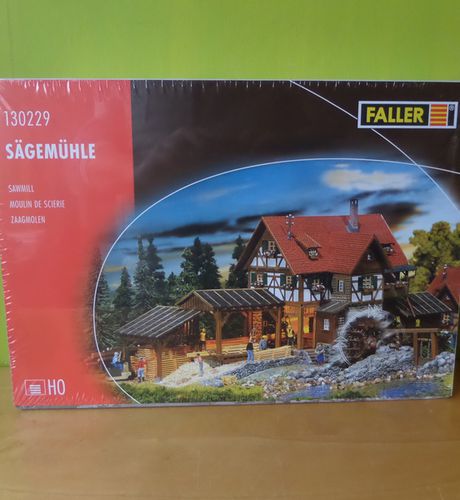 130229
FALLER
SÄGEMÜHLE
SAWMILL
MOULIN DE SCIERIE
ZAAGMOLEN
HO